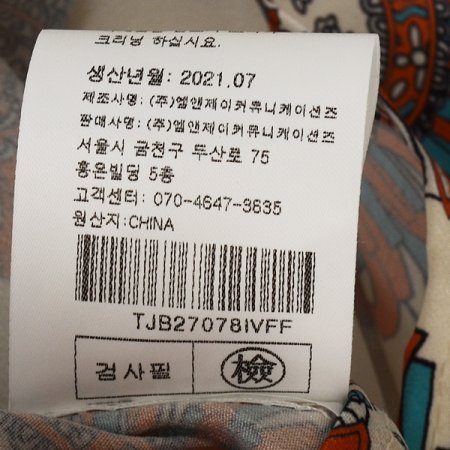 크리닝 하십시요.
생산년월: 2021.07
제조사명: (주)엠앤제이커뮤니케이션즈
판매사명: (주)엠앤제이커뮤니케이션즈
서울시 금천구 두산로 75
홍온빌딩 5층
고객센터: 070-4647-3835
원산지:CHINA
TJB27078IVFF
검사필 檢